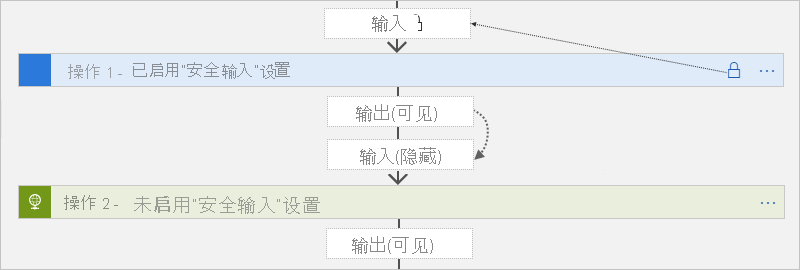 输入
操作 1 - 已启用"安全输入"设置
输出(可见)
输入(隐藏)
操作 2 - 未启用"安全输入"设置
输出(可见)